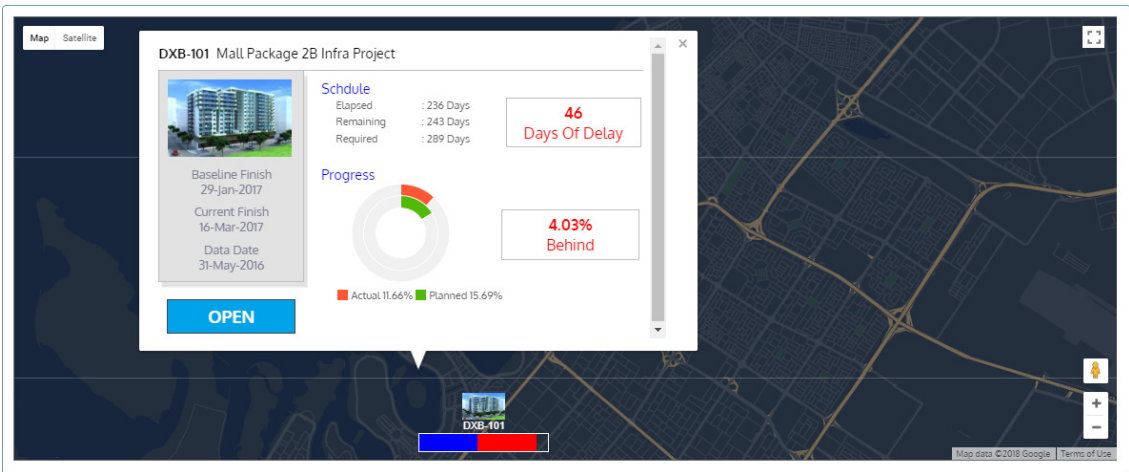 Map Satellite
DXB-101 Mall Package 2B Infra Project
×
Baseline Finish
29-Jan-2017
Current Finish
16-Mar-2017
Data Date
31-May-2016
OPEN
Schdule
Elapsed : 236 Days
Remaining : 243 Days
Required : 289 Days
46
Days Of Delay
Progress
4.03%
Behind
Actual 11.66% Planned 15.69%
DXB-101
+
−
Map data ©2018 Google Terms of Use